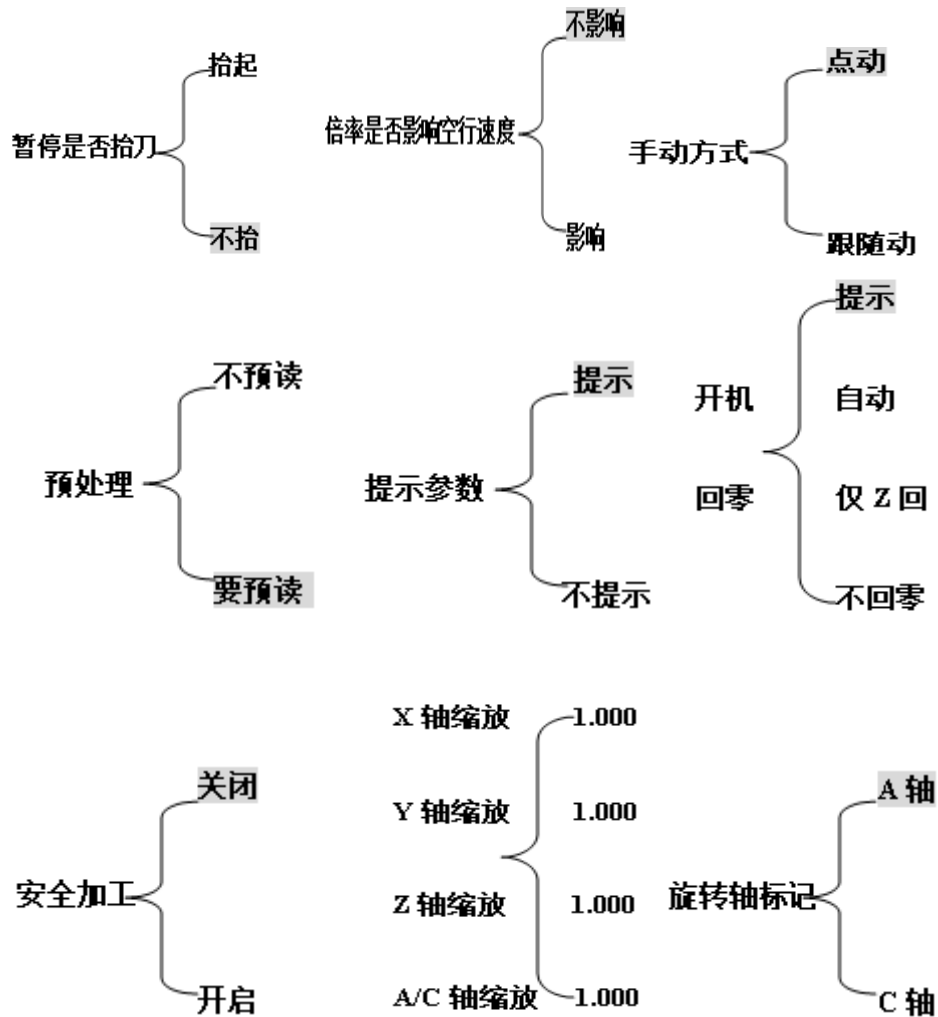 暂停是否抬刀
抬起
不抬
倍率是否影响空行速度
不影响
影响
手动方式
点动
跟随动
预处理
不预读
要预读
提示参数
提示
不提示
开机
回零
提示
自动
仅 Z 回
不回零
安全加工
关闭
开启
X 轴缩放 1.000
Y 轴缩放 1.000
Z 轴缩放 1.000
A/C 轴缩放 1.000
旋转轴标记
A 轴
C 轴